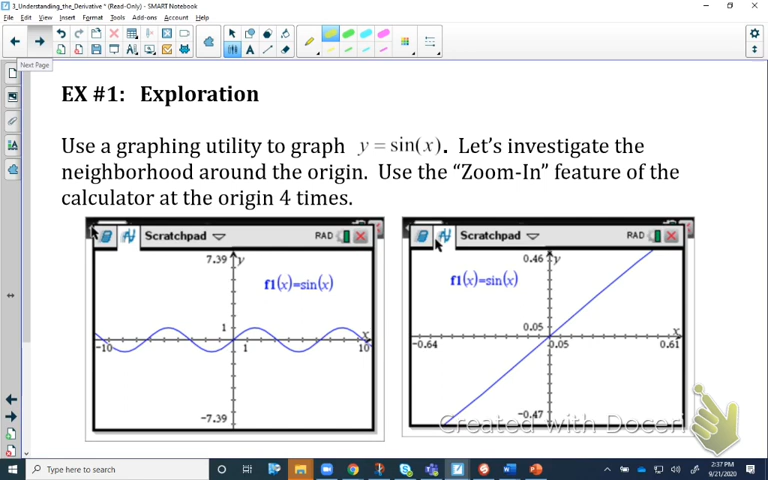 3_Understanding_the_Derivative * (Read-Only) - SMART Notebook
File Edit View Insert Format Tools Add-ons Account Help
Next Page
EX #1: Exploration
Use a graphing utility to graph y = sin(x). Let's investigate the
neighborhood around the origin. Use the “Zoom-In” feature of the
calculator at the origin 4 times.
Scratchpad RAD
7.39 y
f1(x)=sin(x)
1
x
-10 1 10
-7.39
Scratchpad RAD
0.46 y
f1(x)=sin(x)
0.05
x
-0.64 0.05 0.61
-0.47
Created with Doceri
Type here to search
2:37 PM
9/21/2020